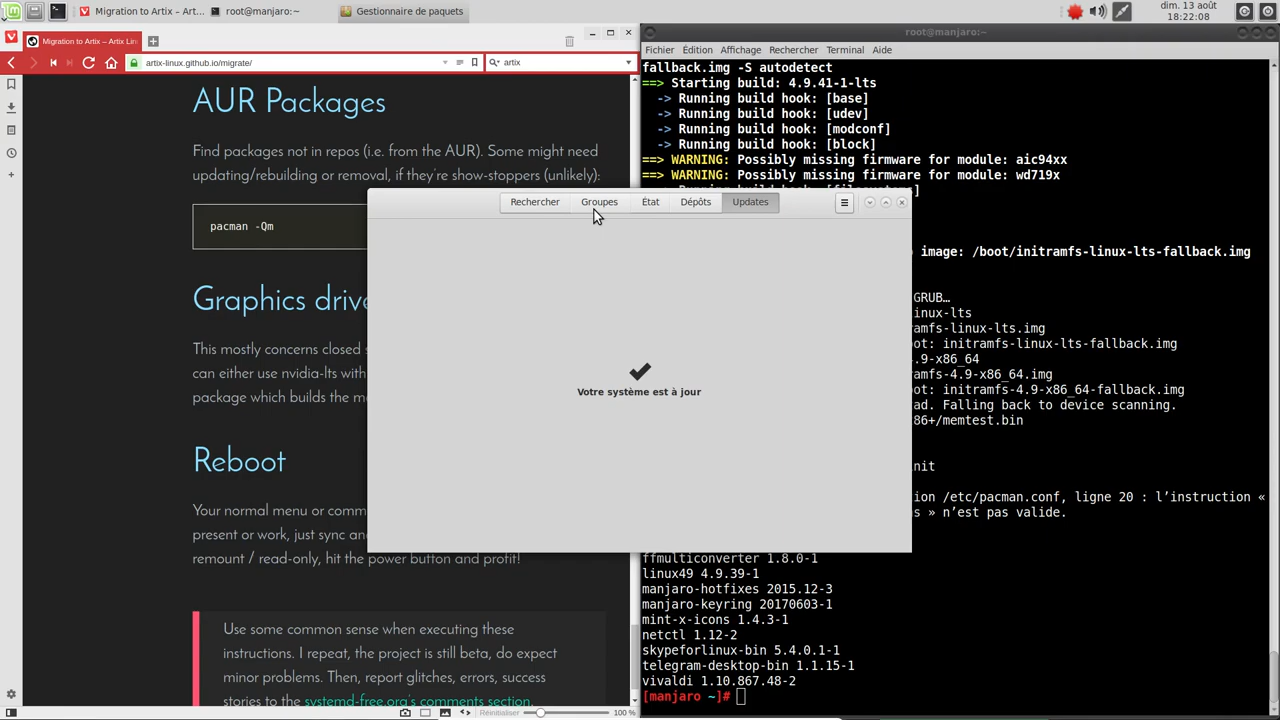 Migration to Artix – Art...
root@manjaro:~
Gestionnaire de paquets
dim. 13 août
18:22:08
Migration to Artix – Artix Lin
artix-linux.github.io/migrate/
artix
AUR Packages
Find packages not in repos (i.e. from the AUR). Some might need
updating/rebuilding or removal, if they're show-stoppers (unlikely):
pacman -Qm
Graphics drive
This mostly concerns closed s
can either use nvidia-lts with
package which builds the m
Reboot
Your normal menu or comm
present or work, just sync an
remount / read-only, hit the power button and profit!
Use some common sense when executing these
instructions. I repeat, the project is still beta, do expect
minor problems. Then, report glitches, errors, success
stories to the systemd-free.org's comments section.
Réinitialiser
100 %
Rechercher
Groupes
État
Dépôts
Updates
Votre système est à jour
root@manjaro:~
Fichier Édition Affichage Rechercher Terminal Aide
fallback.img -S autodetect
==> Starting build: 4.9.41-1-lts
-> Running build hook: [base]
-> Running build hook: [udev]
-> Running build hook: [modconf]
-> Running build hook: [block]
==> WARNING: Possibly missing firmware for module: aic94xx
==> WARNING: Possibly missing firmware for module: wd719x
]
image: /boot/initramfs-linux-lts-fallback.img
GRUB…
inux-lts
ramfs-linux-lts.img
ot: initramfs-linux-lts-fallback.img
4.9-x86_64
ramfs-4.9-x86_64.img
ot: initramfs-4.9-x86_64-fallback.img
ad. Falling back to device scanning.
86+/memtest.bin
init
ion /etc/pacman.conf, ligne 20 : l'instruction «
s » n'est pas valide.
ffmulticonverter 1.8.0-1
linux49 4.9.39-1
manjaro-hotfixes 2015.12-3
manjaro-keyring 20170603-1
mint-x-icons 1.4.3-1
netctl 1.12-2
skypeforlinux-bin 5.4.0.1-1
telegram-desktop-bin 1.1.15-1
vivaldi 1.10.867.48-2
[manjaro ~]#